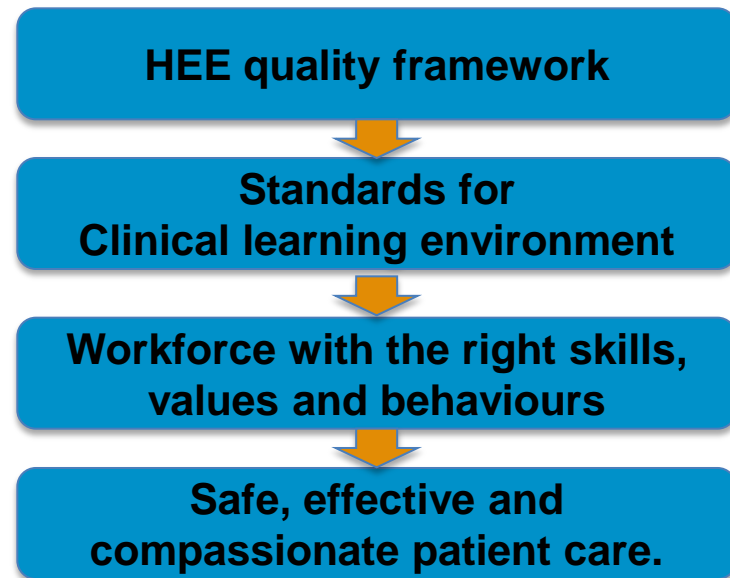 HEE quality framework
Standards for
Clinical learning environment
Workforce with the right skills,
values and behaviours
Safe, effective and
compassionate patient care.